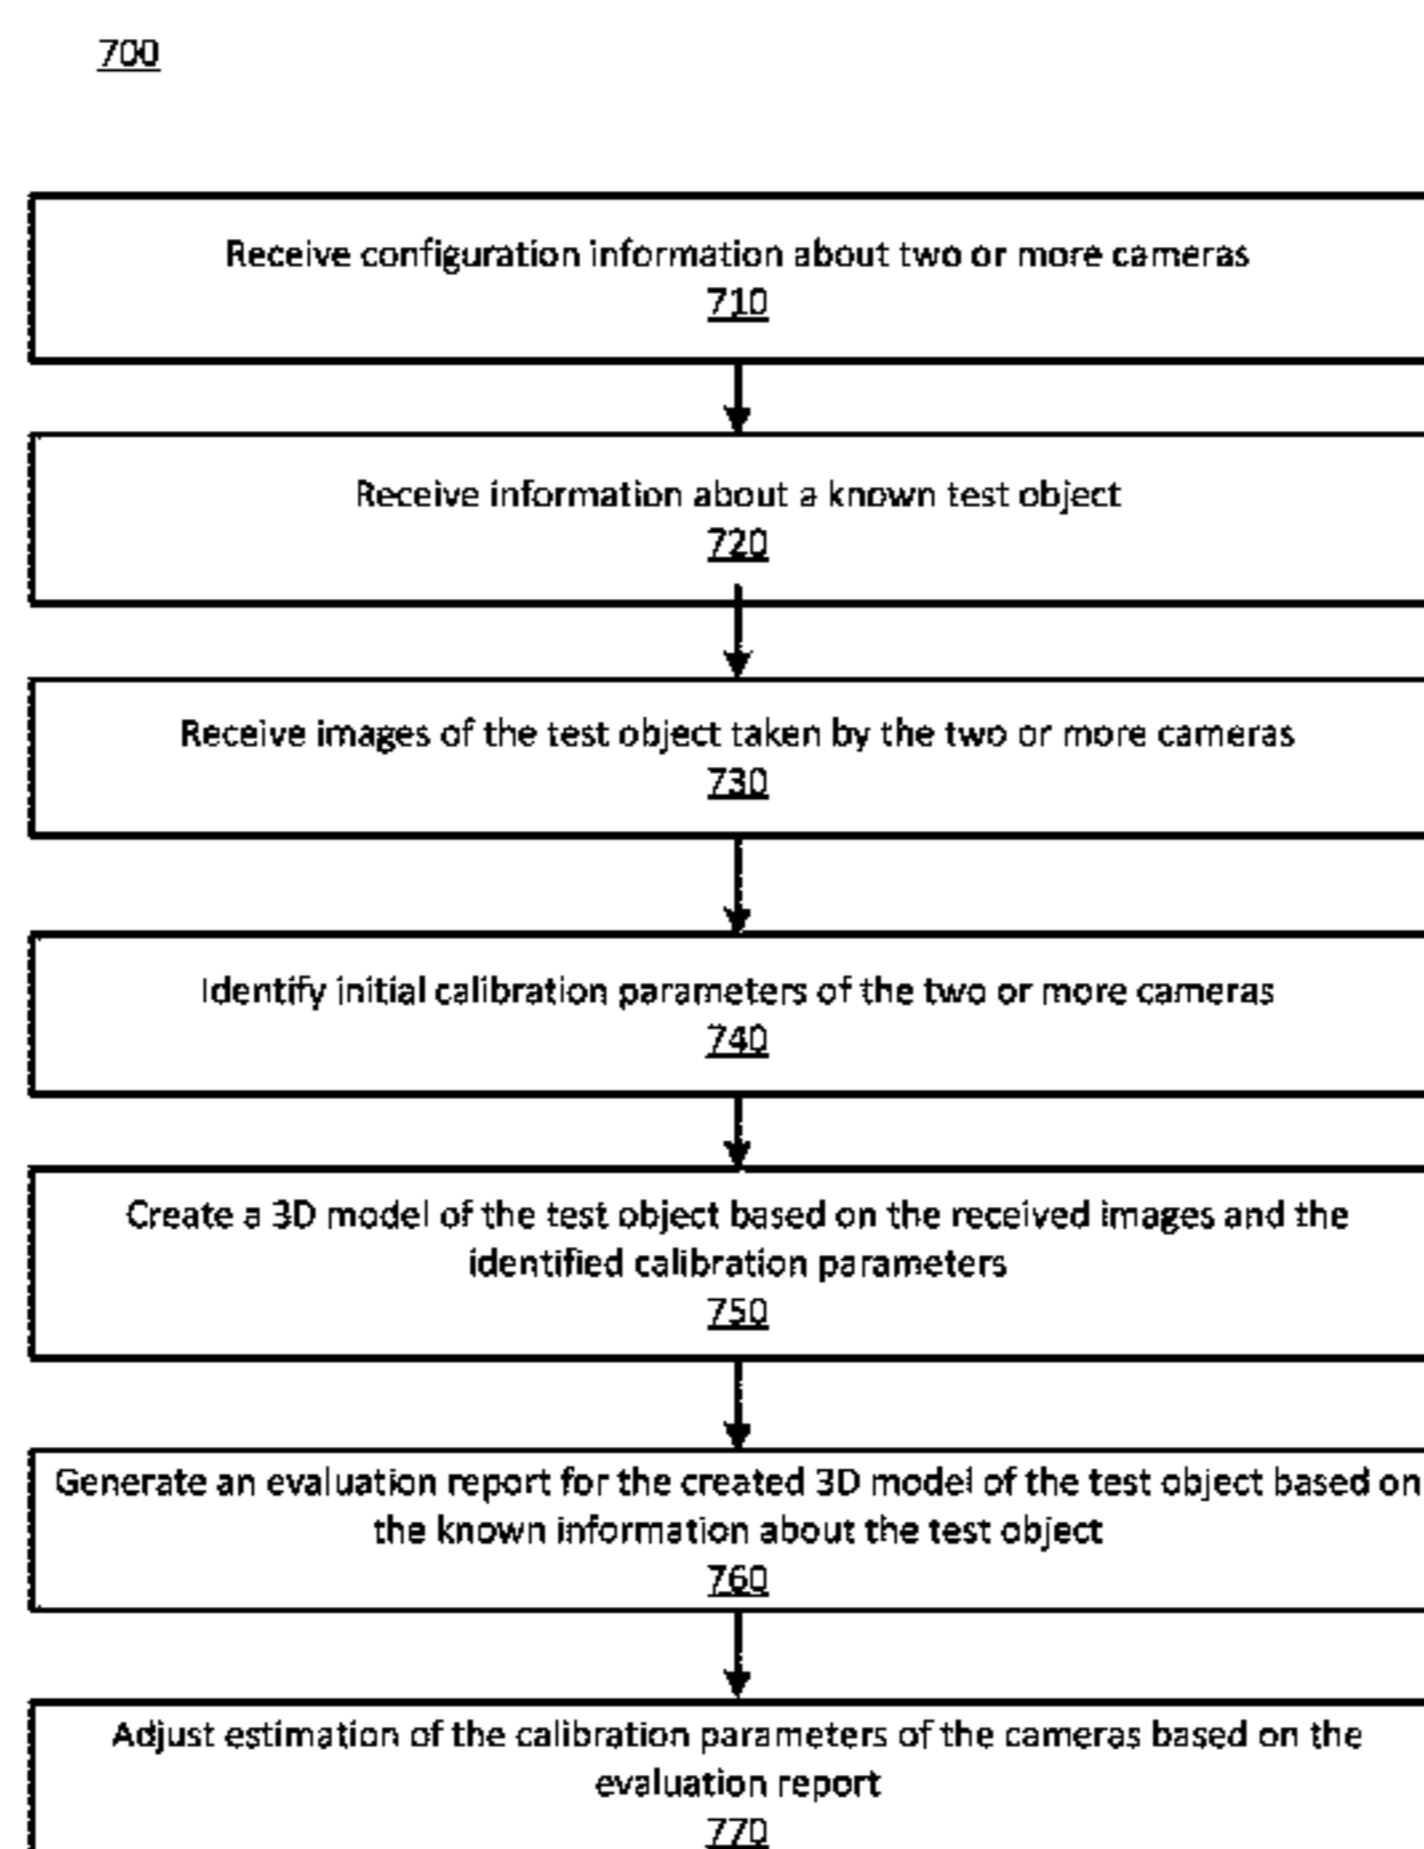 700
Receive configuration information about two or more cameras
710
Receive information about a known test object
720
Receive images of the test object taken by the two or more cameras
730
Identify initial calibration parameters of the two or more cameras
740
Create a 3D model of the test object based on the received images and the
identified calibration parameters
750
Generate an evaluation report for the created 3D model of the test object based on
the known information about the test object
760
Adjust estimation of the calibration parameters of the cameras based on the
evaluation report
770